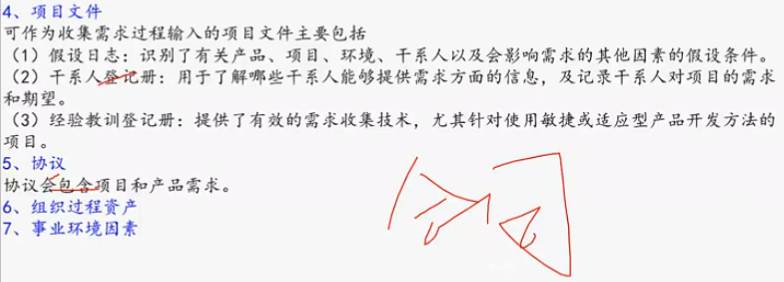 4、项目文件
可作为收集需求过程输入的项目文件主要包括
（1）假设日志：识别了有关产品、项目、环境、干系人以及会影响需求的其他因素的假设条件。
（2）干系人登记册：用于了解哪些干系人能够提供需求方面的信息，及记录干系人对项目的需求
和期望。
（3）经验教训登记册：提供了有效的需求收集技术，尤其针对使用敏捷或适应型产品开发方法的
项目。
5、协议
协议会包含项目和产品需求。
6、组织过程资产
7、事业环境因素